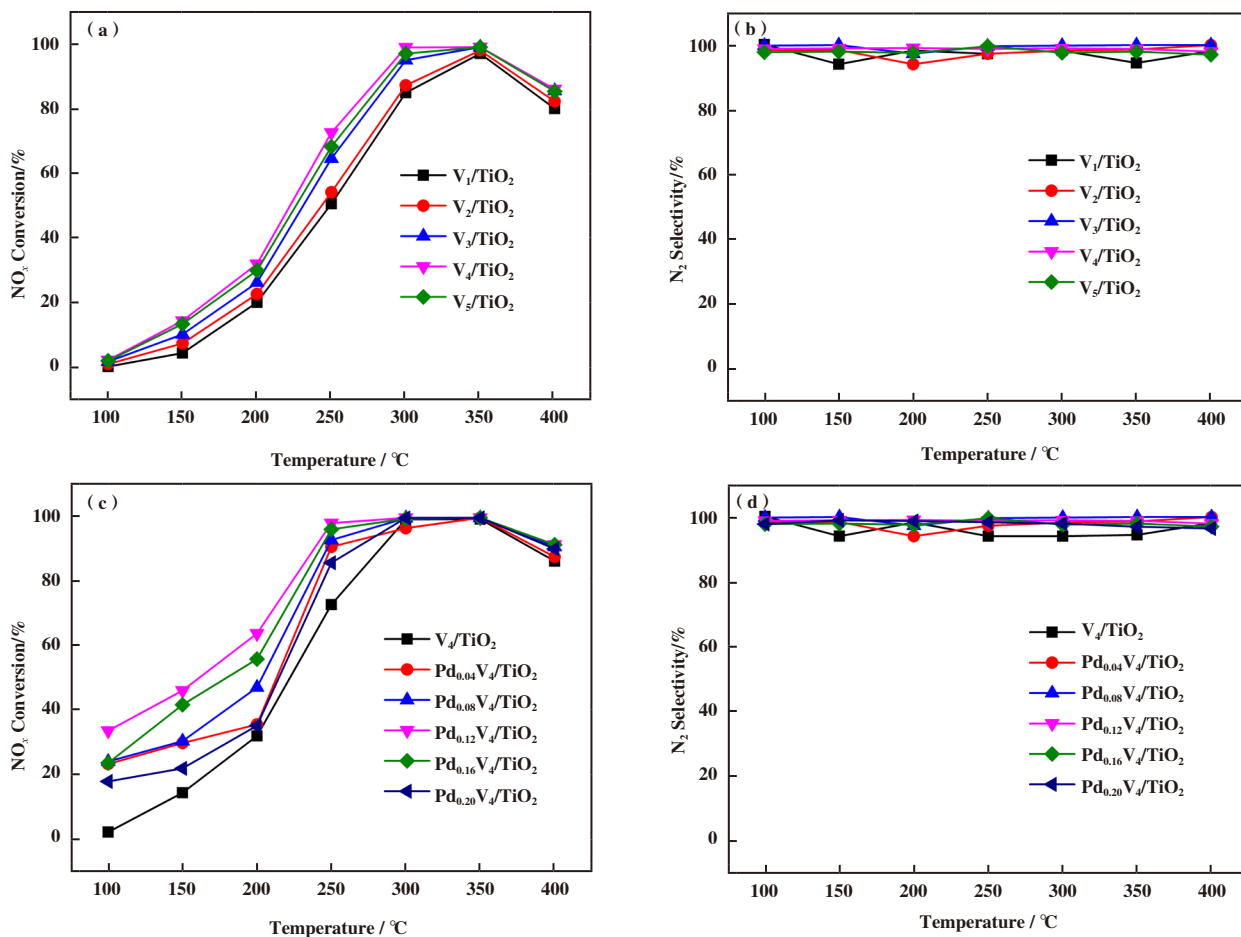 ( a )
100
80
60
40
20
0
NOₓ Conversion/%
V₁/TiO₂
V₂/TiO₂
V₃/TiO₂
V₄/TiO₂
V₅/TiO₂
100 150 200 250 300 350 400
Temperature / ℃
( b )
100
80
60
40
20
0
N₂ Selectivity/%
V₁/TiO₂
V₂/TiO₂
V₃/TiO₂
V₄/TiO₂
V₅/TiO₂
100 150 200 250 300 350 400
Temperature / ℃
( c )
100
80
60
40
20
0
NOₓ Conversion/%
V₄/TiO₂
Pd₀.₀₄V₄/TiO₂
Pd₀.₀₈V₄/TiO₂
Pd₀.₁₂V₄/TiO₂
Pd₀.₁₆V₄/TiO₂
Pd₀.₂₀V₄/TiO₂
100 150 200 250 300 350 400
Temperature / ℃
( d )
100
80
60
40
20
0
N₂ Selectivity/%
V₄/TiO₂
Pd₀.₀₄V₄/TiO₂
Pd₀.₀₈V₄/TiO₂
Pd₀.₁₂V₄/TiO₂
Pd₀.₁₆V₄/TiO₂
Pd₀.₂₀V₄/TiO₂
100 150 200 250 300 350 400
Temperature / ℃